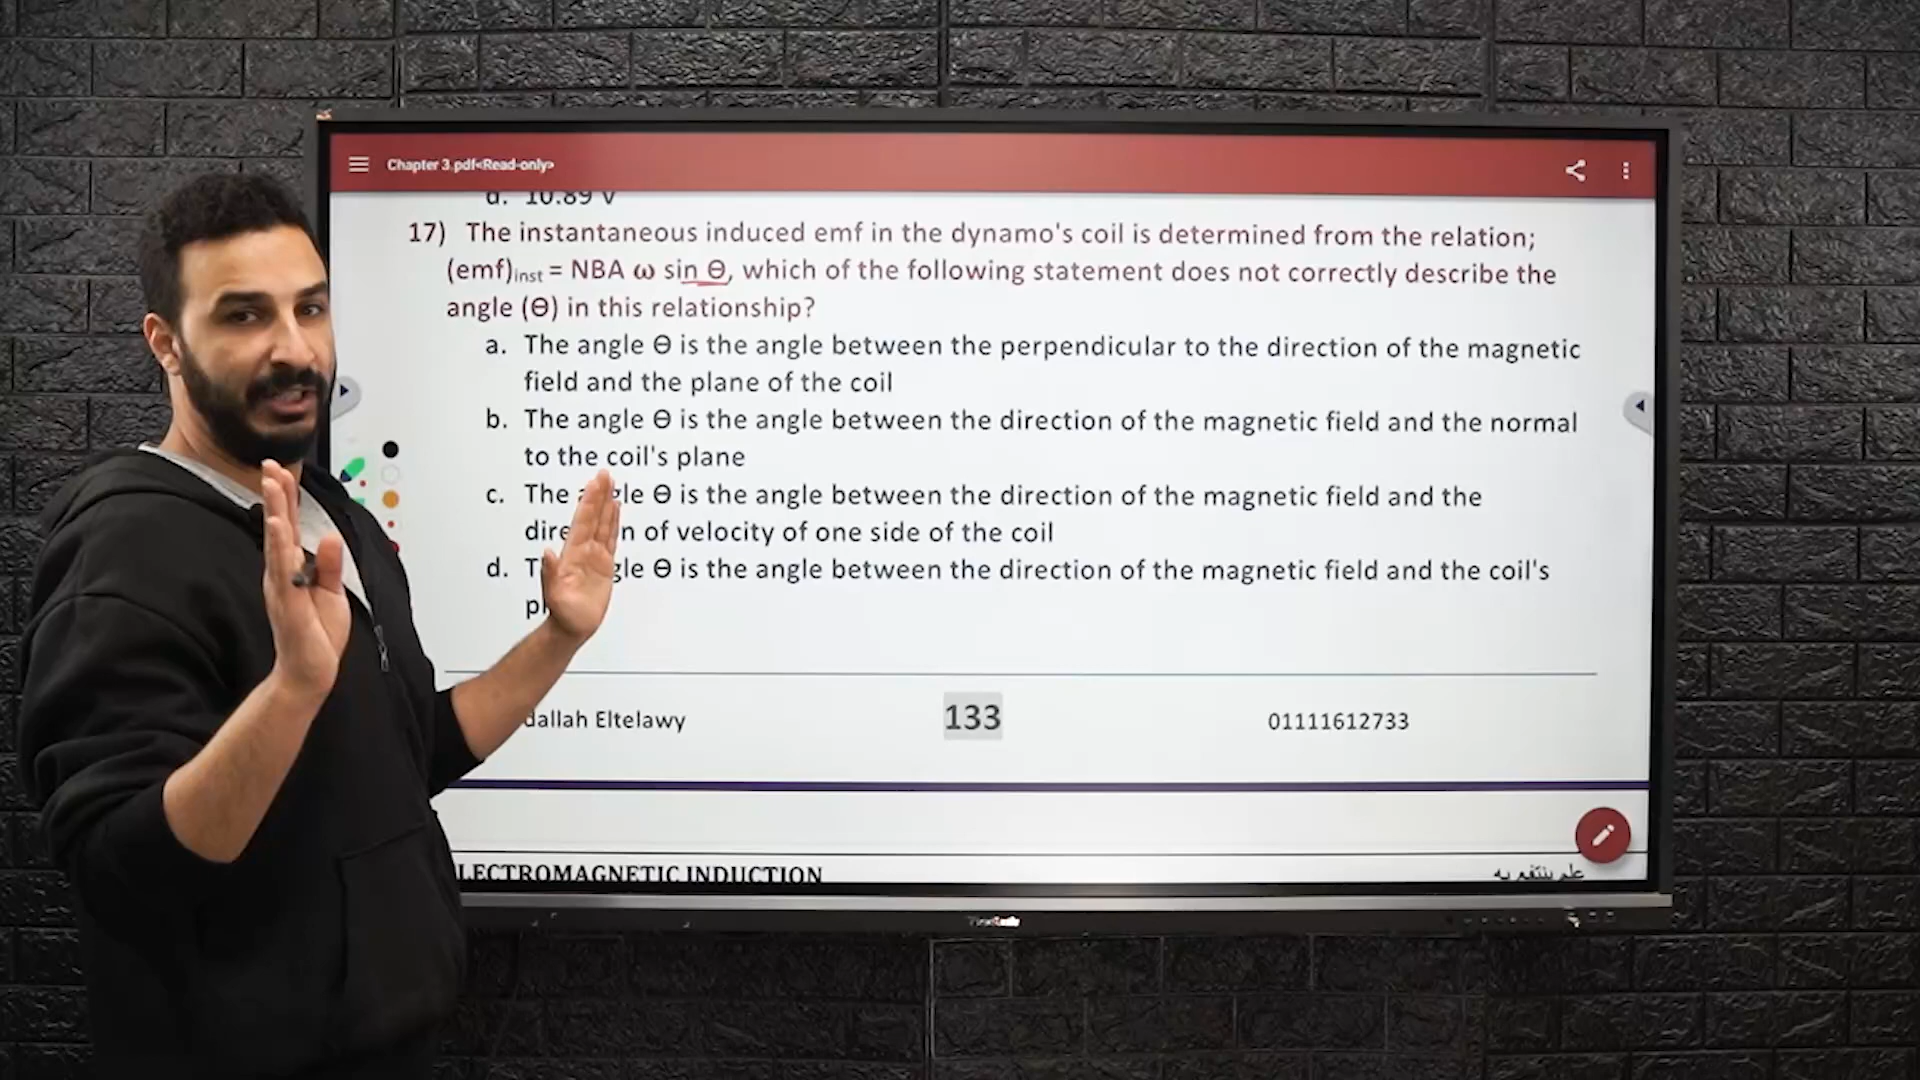 Chapter 3.pdf<Read-only>
d. 10.89 V
17) The instantaneous induced emf in the dynamo's coil is determined from the relation;
(emf)inst = NBA ω sin Ө, which of the following statement does not correctly describe the
angle (Ө) in this relationship?
a. The angle Ө is the angle between the perpendicular to the direction of the magnetic
field and the plane of the coil
b. The angle Ө is the angle between the direction of the magnetic field and the normal
to the coil's plane
c. The gle Ө is the angle between the direction of the magnetic field and the
dire n of velocity of one side of the coil
d. T gle Ө is the angle between the direction of the magnetic field and the coil's
pl
dallah Eltelawy 133 01111612733
LECTROMAGNETIC INDUCTION علم ينتفع به